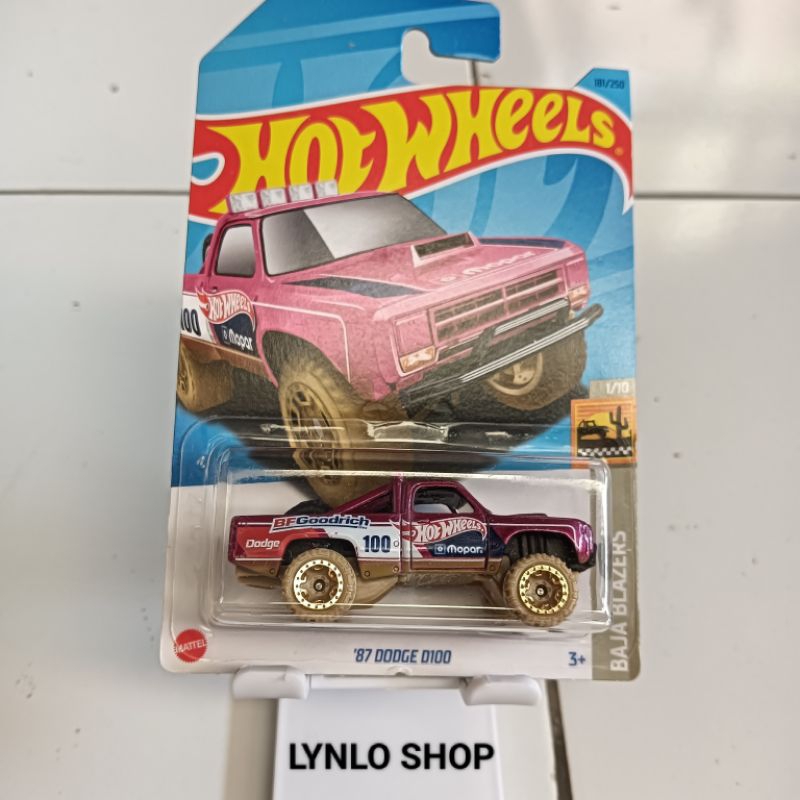 181/250
HOT WHEELS
Mopar
100
HOT WHEELS
Mopar
1/10
BAJA BLAZERS
BFGoodrich
Dodge
100
HOT WHEELS
Mopar
MATTEL
'87 DODGE D100
3+
LYNLO SHOP